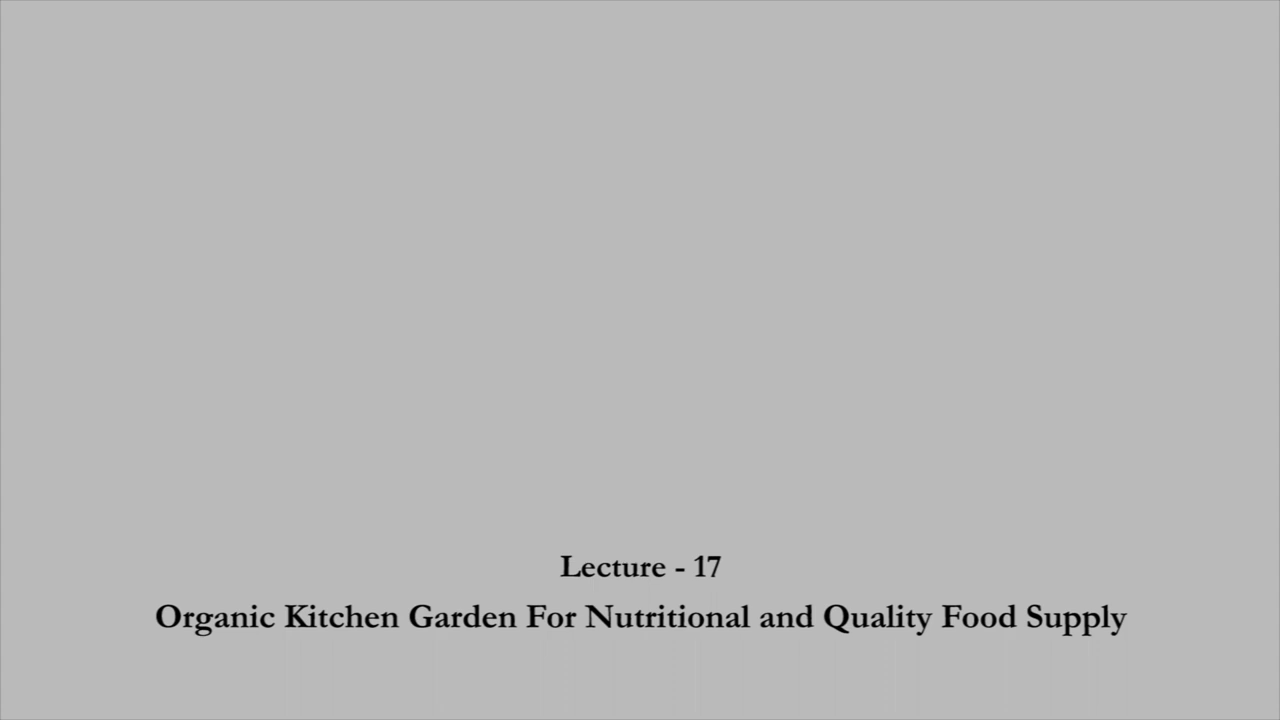 Lecture - 17
Organic Kitchen Garden For Nutritional and Quality Food Supply